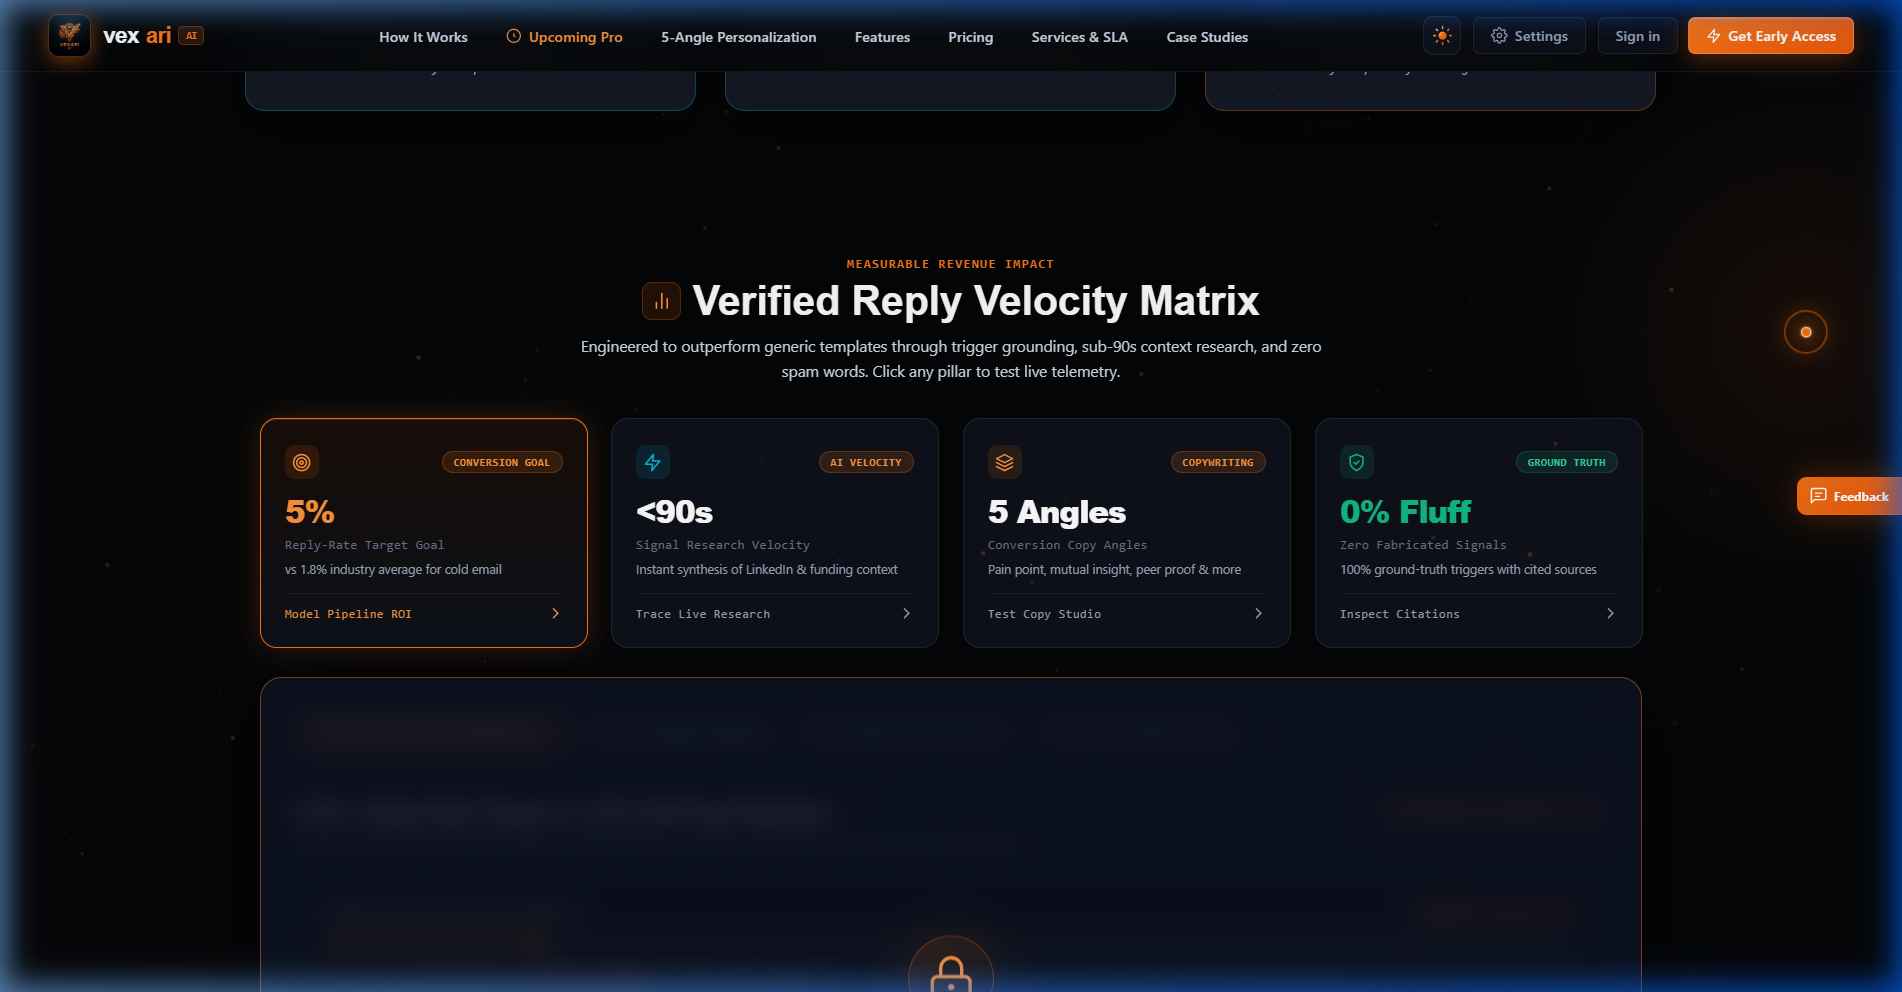 vex ari AI
How It Works
Upcoming Pro
5-Angle Personalization
Features
Pricing
Services & SLA
Case Studies
Settings
Sign in
Get Early Access
MEASURABLE REVENUE IMPACT
Verified Reply Velocity Matrix
Engineered to outperform generic templates through trigger grounding, sub-90s context research, and zero
spam words. Click any pillar to test live telemetry.
CONVERSION GOAL
5%
Reply-Rate Target Goal
vs 1.8% industry average for cold email
Model Pipeline ROI
AI VELOCITY
<90s
Signal Research Velocity
Instant synthesis of LinkedIn & funding context
Trace Live Research
COPYWRITING
5 Angles
Conversion Copy Angles
Pain point, mutual insight, peer proof & more
Test Copy Studio
GROUND TRUTH
0% Fluff
Zero Fabricated Signals
100% ground-truth triggers with cited sources
Inspect Citations
Feedback